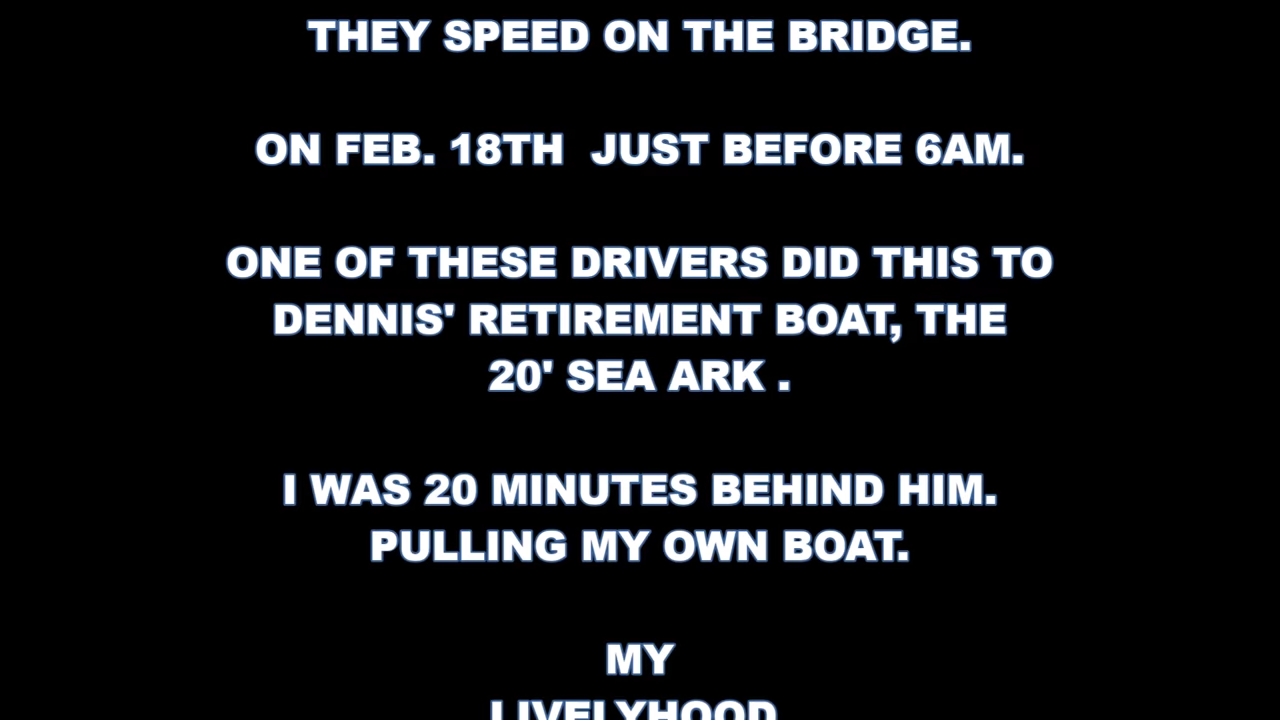 THEY SPEED ON THE BRIDGE.
ON FEB. 18TH  JUST BEFORE 6AM.
ONE OF THESE DRIVERS DID THIS TO
DENNIS' RETIREMENT BOAT, THE
20' SEA ARK .
I WAS 20 MINUTES BEHIND HIM.
PULLING MY OWN BOAT.
MY
LIVELYHOOD